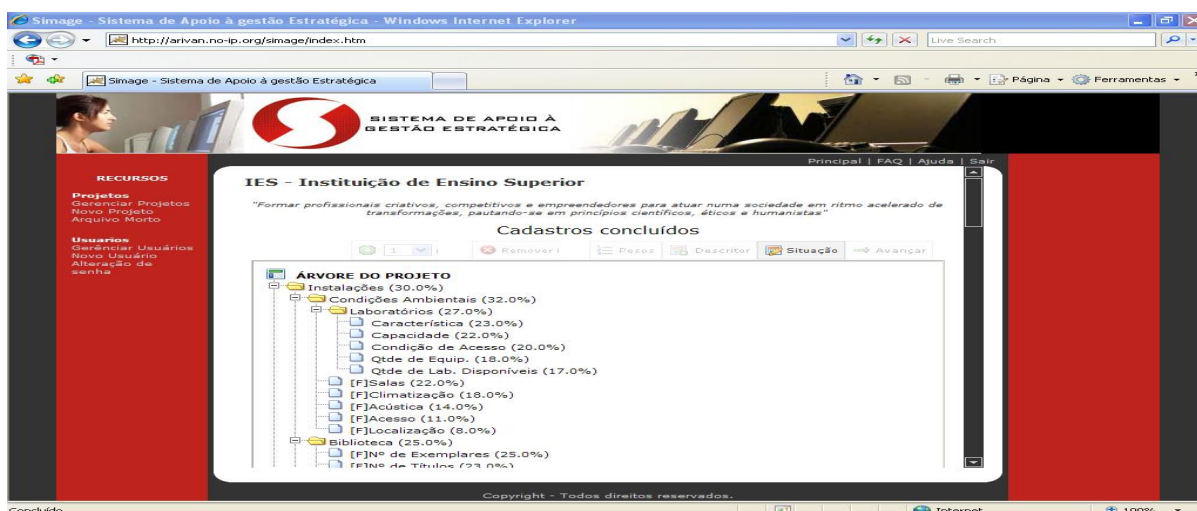 Simage - Sistema de Apoio à gestão Estratégica - Windows Internet Explorer
http://arivan.no-ip.org/simage/index.htm
Live Search
Simage - Sistema de Apoio à gestão Estratégica
Página
Ferramentas
SISTEMA DE APOIO À
GESTÃO ESTRATÉGICA
Principal | FAQ | Ajuda | Sair
RECURSOS
Projetos
Gerenciar Projetos
Novo Projeto
Arquivo Morto
Usuarios
Gerênciar Usuários
Novo Usuário
Alteração de
senha
IES - Instituição de Ensino Superior
"Formar profissionais criativos, competitivos e empreendedores para atuar numa sociedade em ritmo acelerado de
transformações, pautando-se em princípios científicos, éticos e humanistas"
Cadastros concluídos
1 Remover Pesos Descritor Situação Avançar
ÁRVORE DO PROJETO
Instalações (30.0%)
Condições Ambientais (32.0%)
Laboratórios (27.0%)
Característica (23.0%)
Capacidade (22.0%)
Condição de Acesso (20.0%)
Qtde de Equip. (18.0%)
Qtde de Lab. Disponíveis (17.0%)
[F]Salas (22.0%)
[F]Climatização (18.0%)
[F]Acústica (14.0%)
[F]Acesso (11.0%)
[F]Localização (8.0%)
Biblioteca (25.0%)
[F]Nº de Exemplares (25.0%)
[F]Nº de Títulos (23.0%)
Copyright - Todos direitos reservados.
Concluído
Internet
100%